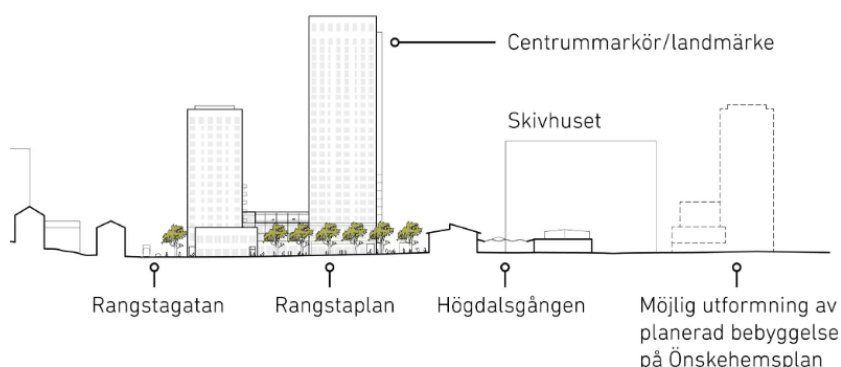 Centrummarkör/landmärke
Skivhuset
Rangstagatan
Rangstaplan
Högdalsgången
Möjlig utformning av
planerad bebyggelse
på Önskehemsplan